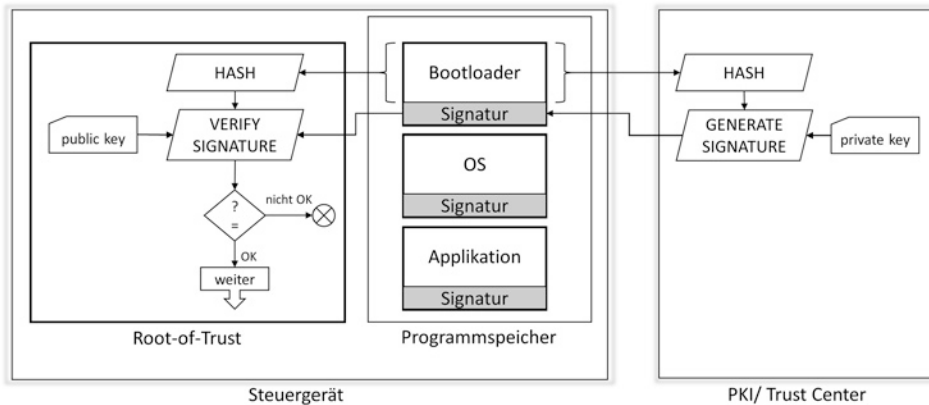 HASH
VERIFY
SIGNATURE
public key
nicht OK
?
=
OK
weiter
Root-of-Trust
Bootloader
Signatur
OS
Signatur
Applikation
Signatur
Programmspeicher
Steuergerät
HASH
GENERATE
SIGNATURE
private key
PKI/ Trust Center